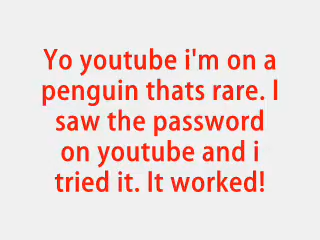 Yo youtube i'm on a
penguin thats rare. I
saw the password
on youtube and i
tried it. It worked!